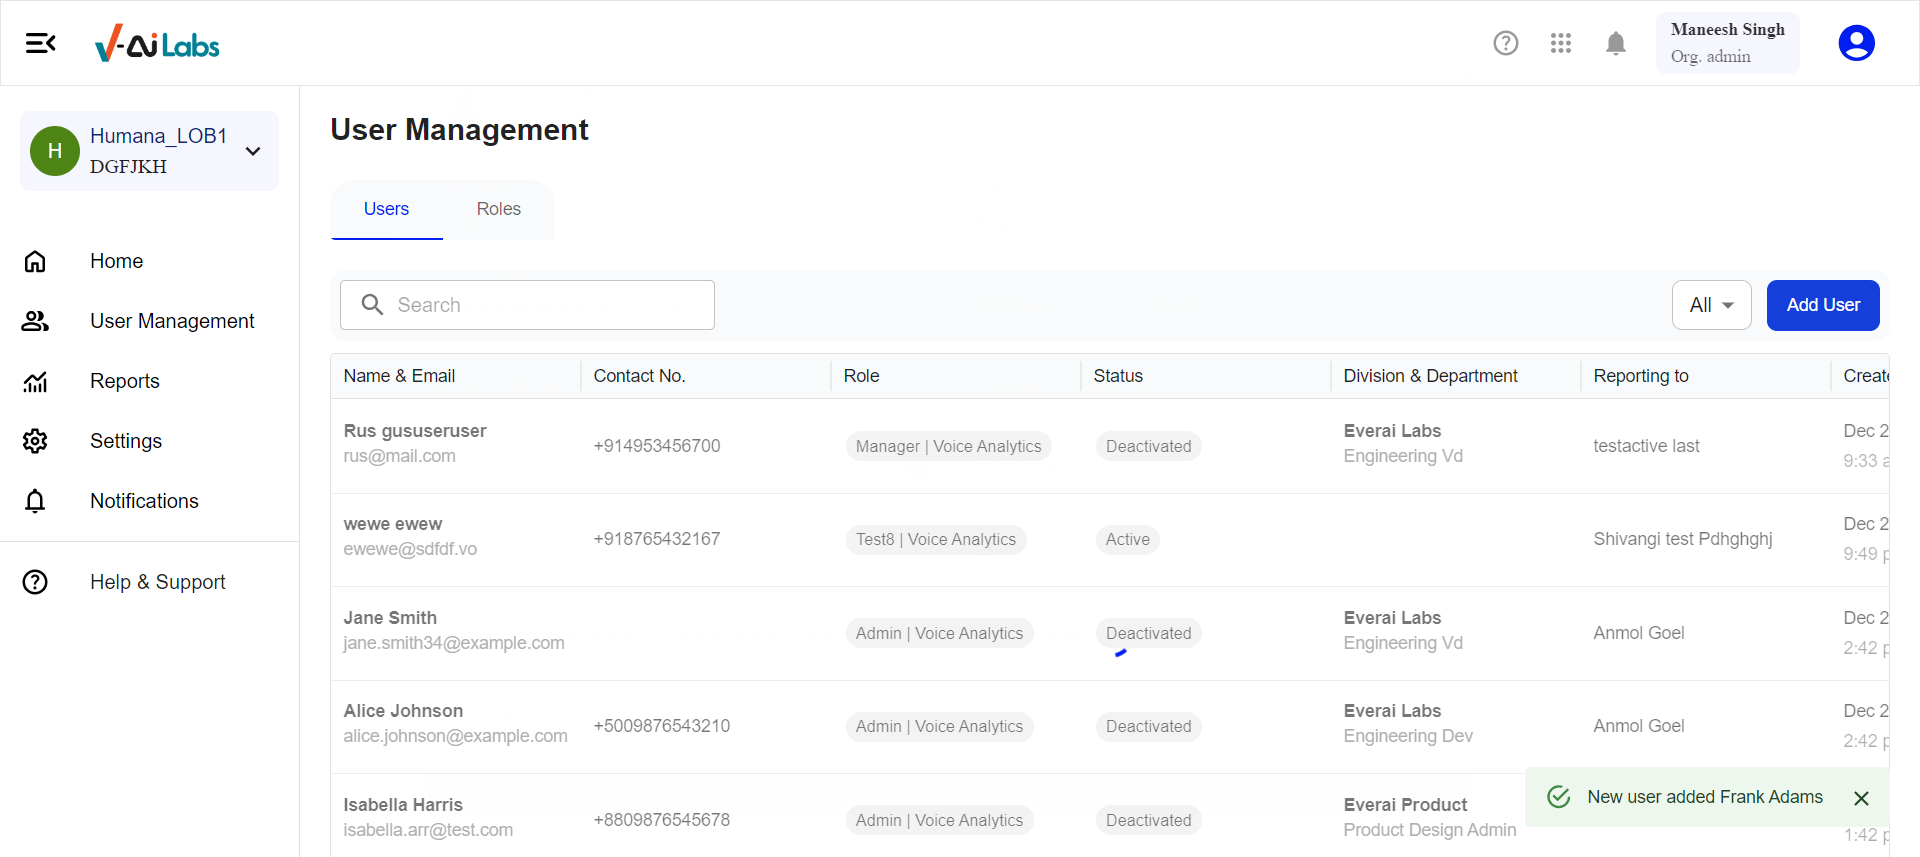 V-Ai Labs
Maneesh Singh
Org. admin
Humana_LOB1
H
DGFJKH
Home
User Management
Reports
Settings
Notifications
Help & Support
User Management
Users Roles
Search
All
Add User
Name & Email Contact No. Role Status Division & Department Reporting to Create
Rus gususeruser
rus@mail.com
+914953456700
Manager | Voice Analytics
Deactivated
Everai Labs
Engineering Vd
testactive last
Dec 2
9:33 a
wewe ewew
ewewe@sdfdf.vo
+918765432167
Test8 | Voice Analytics
Active
Shivangi test Pdhghghj
Dec 2
9:49 p
Jane Smith
jane.smith34@example.com
Admin | Voice Analytics
Deactivated
Everai Labs
Engineering Vd
Anmol Goel
Dec 2
2:42 p
Alice Johnson
alice.johnson@example.com
+5009876543210
Admin | Voice Analytics
Deactivated
Everai Labs
Engineering Dev
Anmol Goel
Dec 2
2:42 p
Isabella Harris
isabella.arr@test.com
+8809876545678
Admin | Voice Analytics
Deactivated
Everai Product
Product Design Admin
1:42 p
New user added Frank Adams